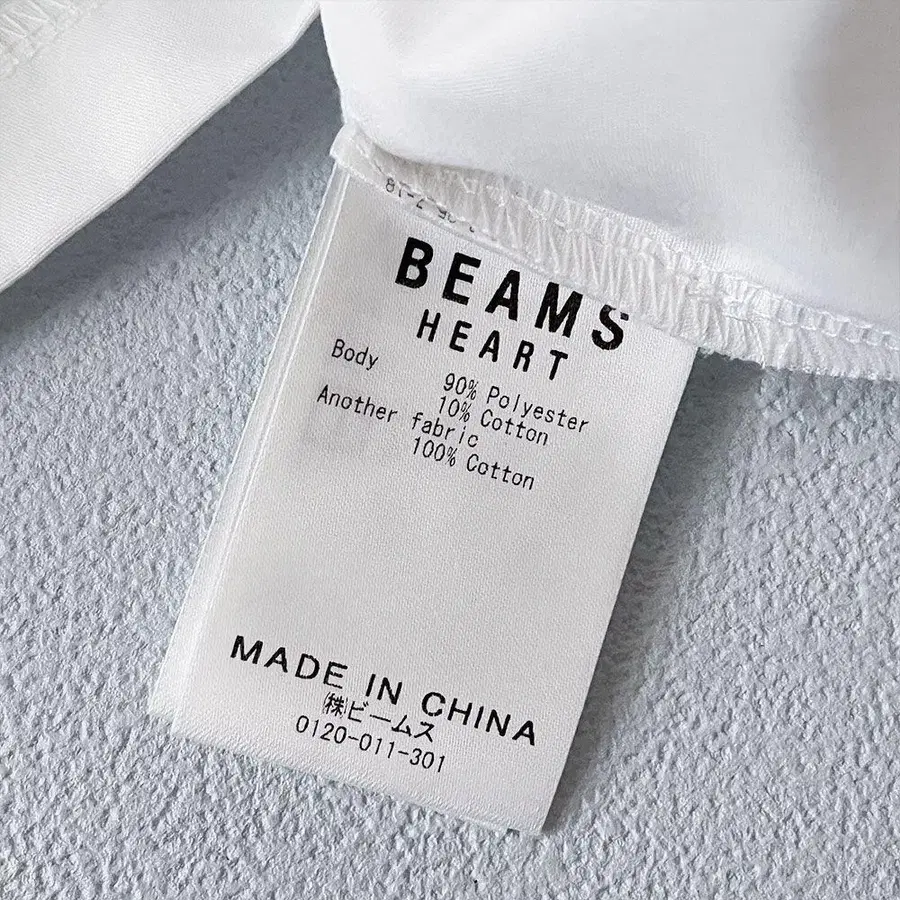 BEAMS
HEART
Body
90% Polyester
10% Cotton
Another fabric
100% Cotton
MADE IN CHINA
㈱ビームス
0120-011-301